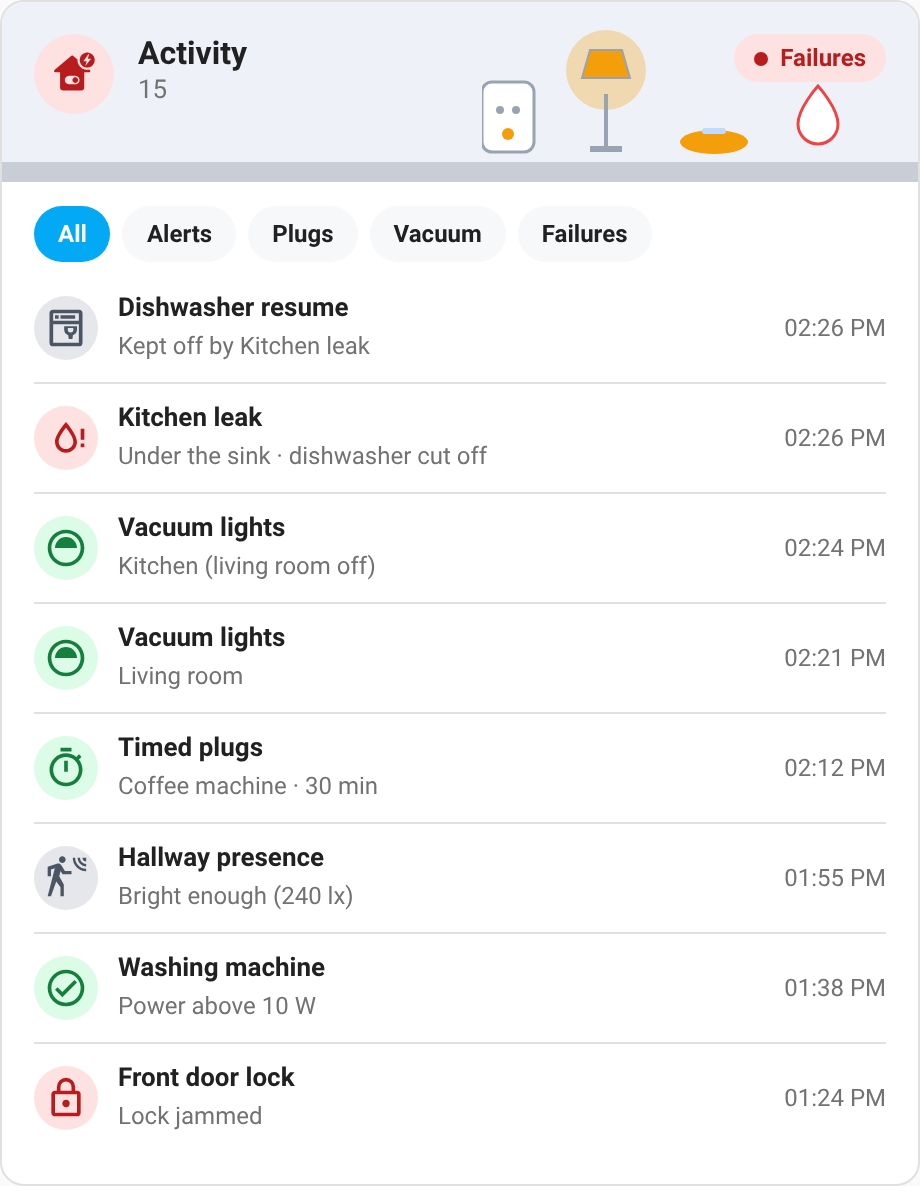 Activity
15
Failures
All
Alerts
Plugs
Vacuum
Failures
Dishwasher resume
Kept off by Kitchen leak
02:26 PM
Kitchen leak
Under the sink · dishwasher cut off
02:26 PM
Vacuum lights
Kitchen (living room off)
02:24 PM
Vacuum lights
Living room
02:21 PM
Timed plugs
Coffee machine · 30 min
02:12 PM
Hallway presence
Bright enough (240 lx)
01:55 PM
Washing machine
Power above 10 W
01:38 PM
Front door lock
Lock jammed
01:24 PM